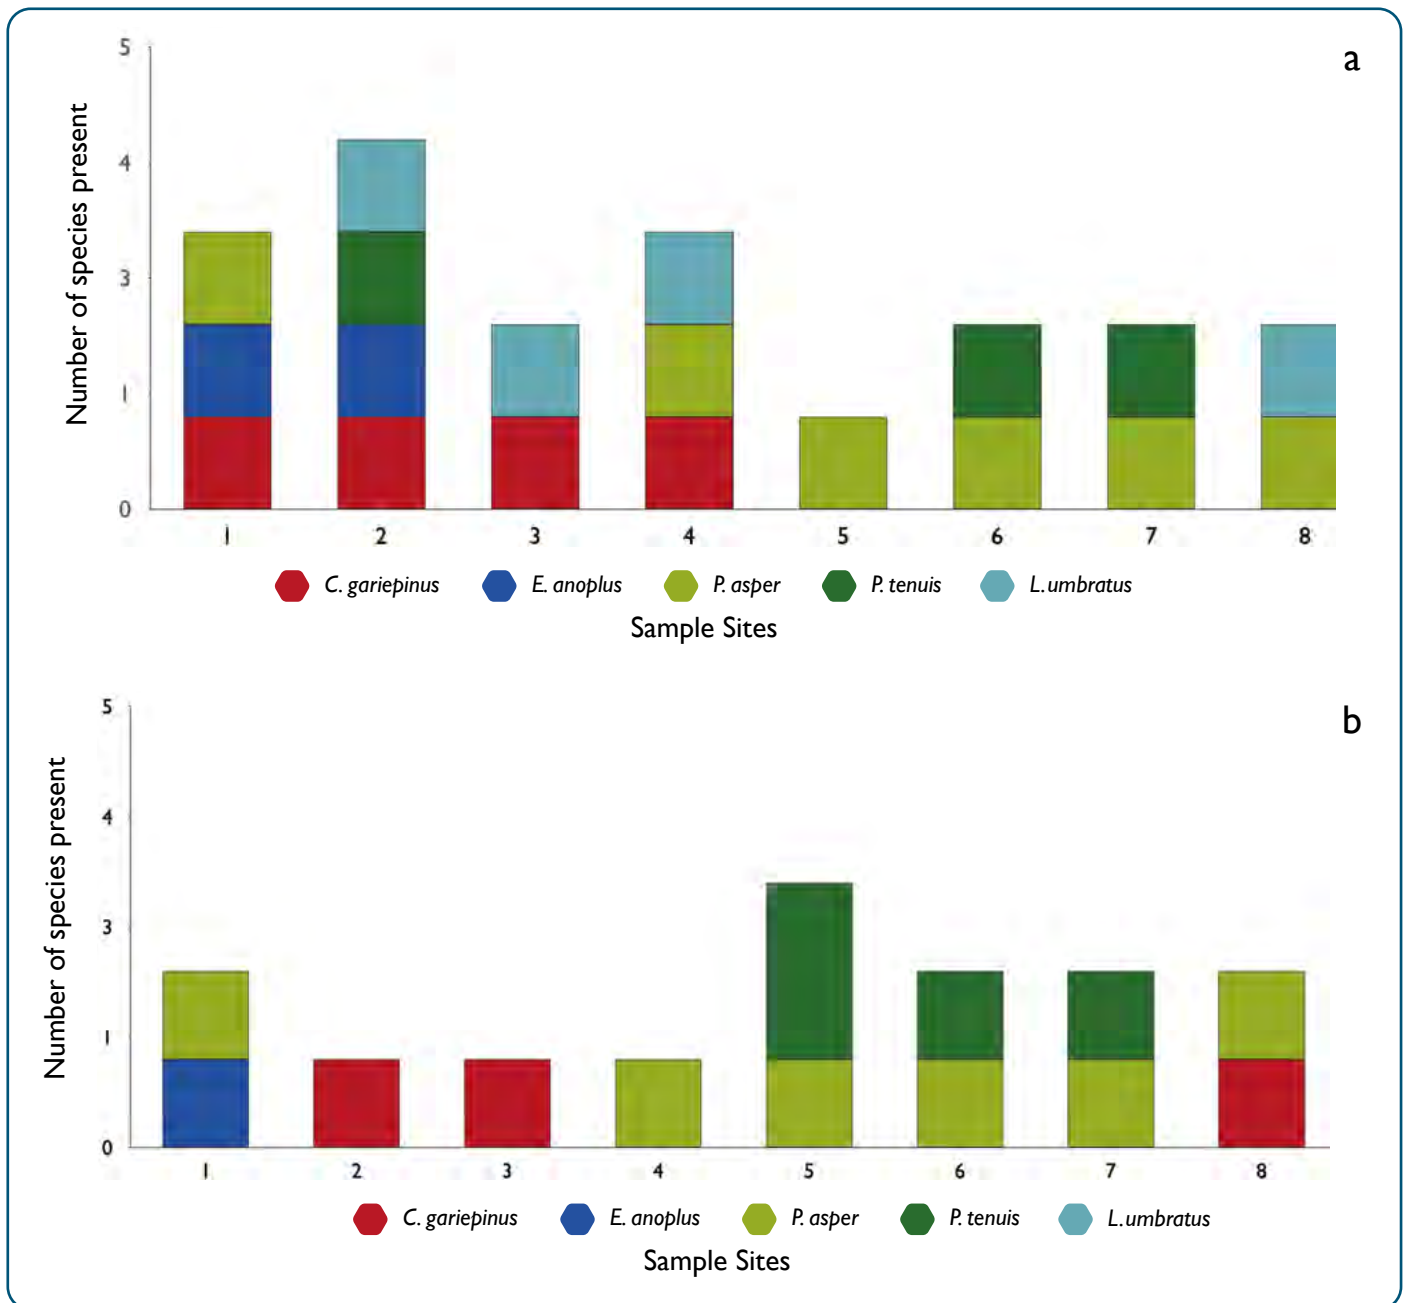 a
Number of species present
5
4
3
1
0
1 2 3 4 5 6 7 8
C. gariepinus E. anoplus P. asper P. tenuis L.umbratus
Sample Sites
b
Number of species present
5
4
3
1
0
1 2 3 4 5 6 7 8
C. gariepinus E. anoplus P. asper P. tenuis L.umbratus
Sample Sites